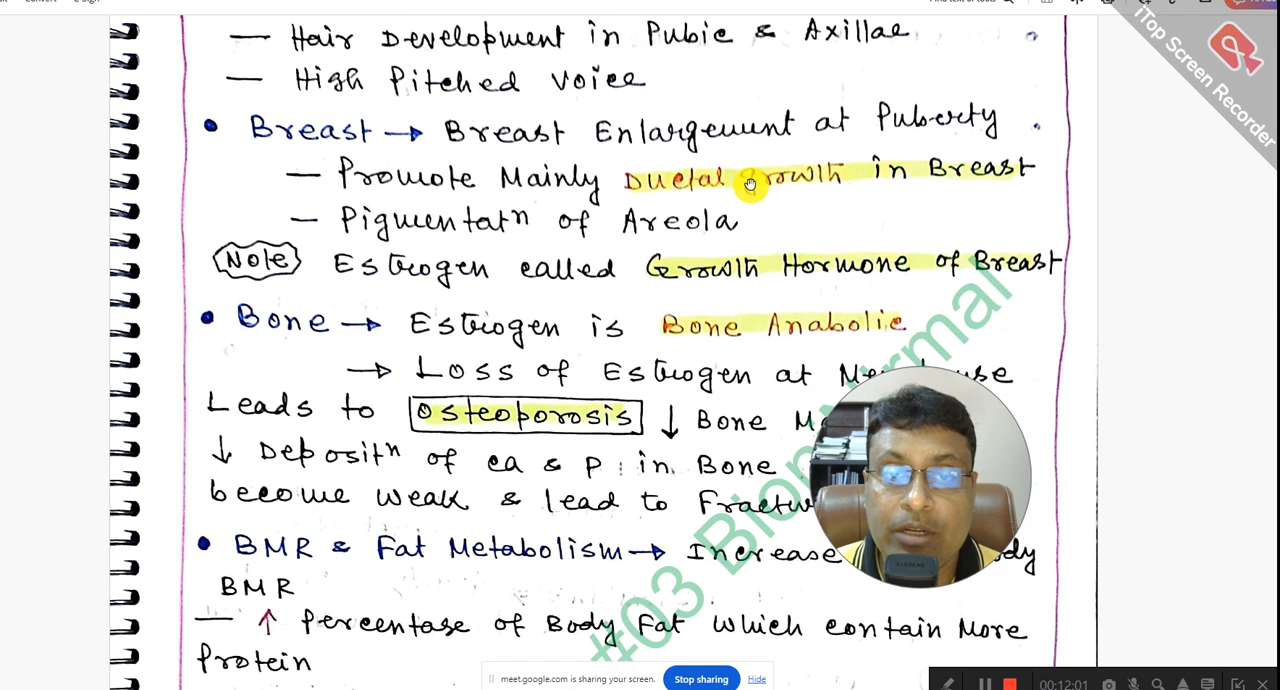 — Hair Development in Pubic & Axillae
— High Pitched Voice
• Breast → Breast Enlargement at Puberty
— Promote Mainly Ductal Growth in Breast
— Pigmentatn of Areola
Note Estrogen called Growth Hormone of Breast
• Bone → Estrogen is Bone Anabolic
→ Loss of Estrogen at
Leads to Osteoporosis ↓ Bone
↓ Depositn of ca & P in Bone
become weak & lead to
• BMR & Fat Metabolism → Increase
BMR
— ↑ Percentage of Body Fat which contain More
Protein
#03
iTop Screen Recorder
meet.google.com is sharing your screen. Stop sharing Hide
00:12:01